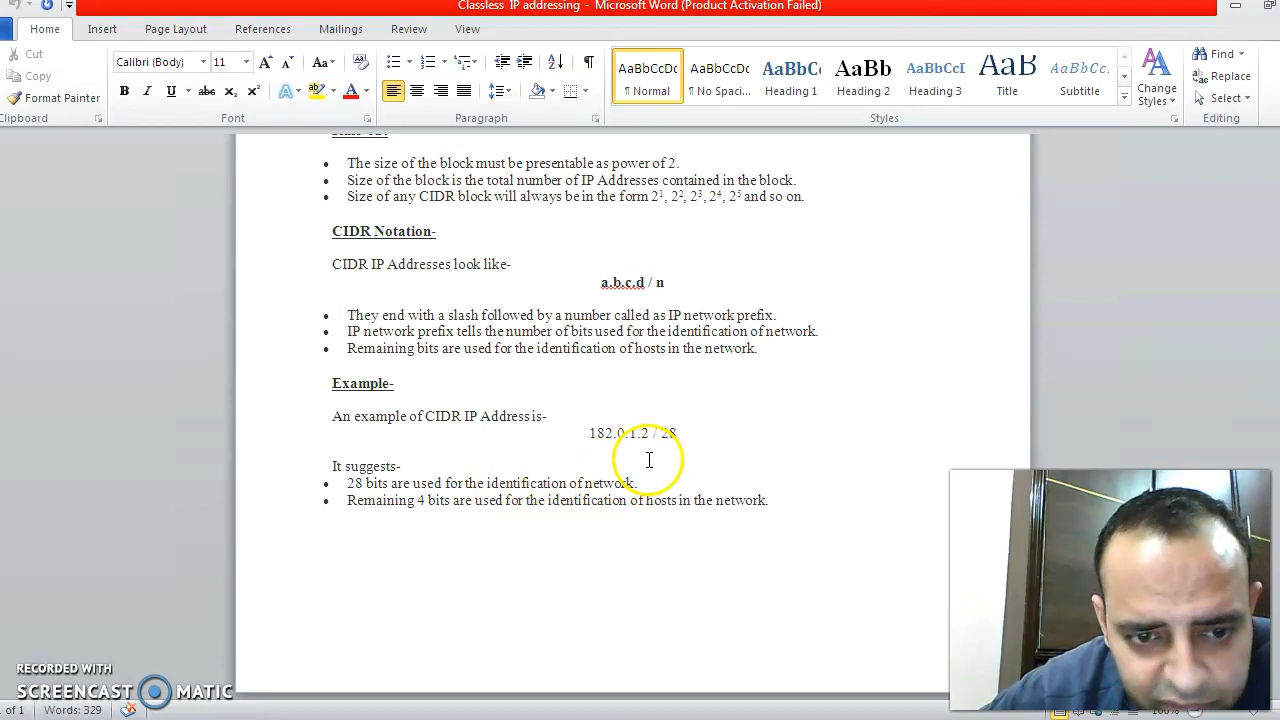 Classless IP addressing - Microsoft Word (Product Activation Failed)
Home Insert Page Layout References Mailings Review View
Cut
Copy
Format Painter
Clipboard
Calibri (Body) 11
Font
Paragraph
AaBbCcDc AaBbCcDc AaBbC AaBb AaBbCcI AaB AaBbCc.
¶ Normal ¶ No Spaci... Heading 1 Heading 2 Heading 3 Title Subtitle
Change Styles
Styles
Find
Replace
Select
Editing
• The size of the block must be presentable as power of 2.
• Size of the block is the total number of IP Addresses contained in the block.
• Size of any CIDR block will always be in the form 2¹, 2², 2³, 2⁴, 2⁵ and so on.
CIDR Notation-
CIDR IP Addresses look like-
a.b.c.d / n
• They end with a slash followed by a number called as IP network prefix.
• IP network prefix tells the number of bits used for the identification of network.
• Remaining bits are used for the identification of hosts in the network.
Example-
An example of CIDR IP Address is-
182.0.1.2 / 28
It suggests-
• 28 bits are used for the identification of network.
• Remaining 4 bits are used for the identification of hosts in the network.
RECORDED WITH
SCREENCAST MATIC
of 1 Words: 329
100%